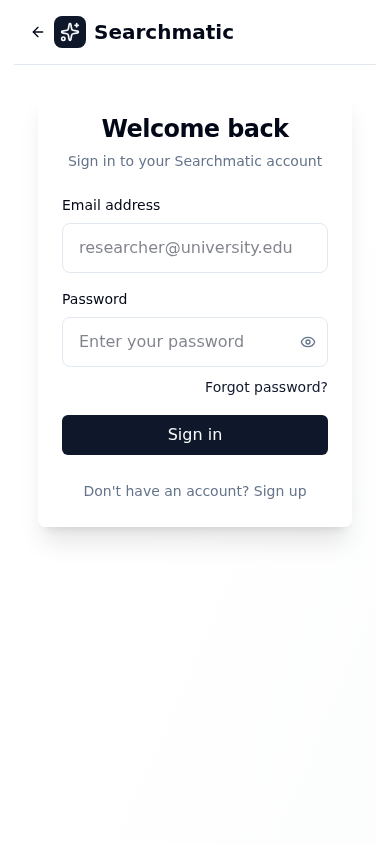 Searchmatic
Welcome back
Sign in to your Searchmatic account
Email address
researcher@university.edu
Password
Enter your password
Forgot password?
Sign in
Don't have an account? Sign up